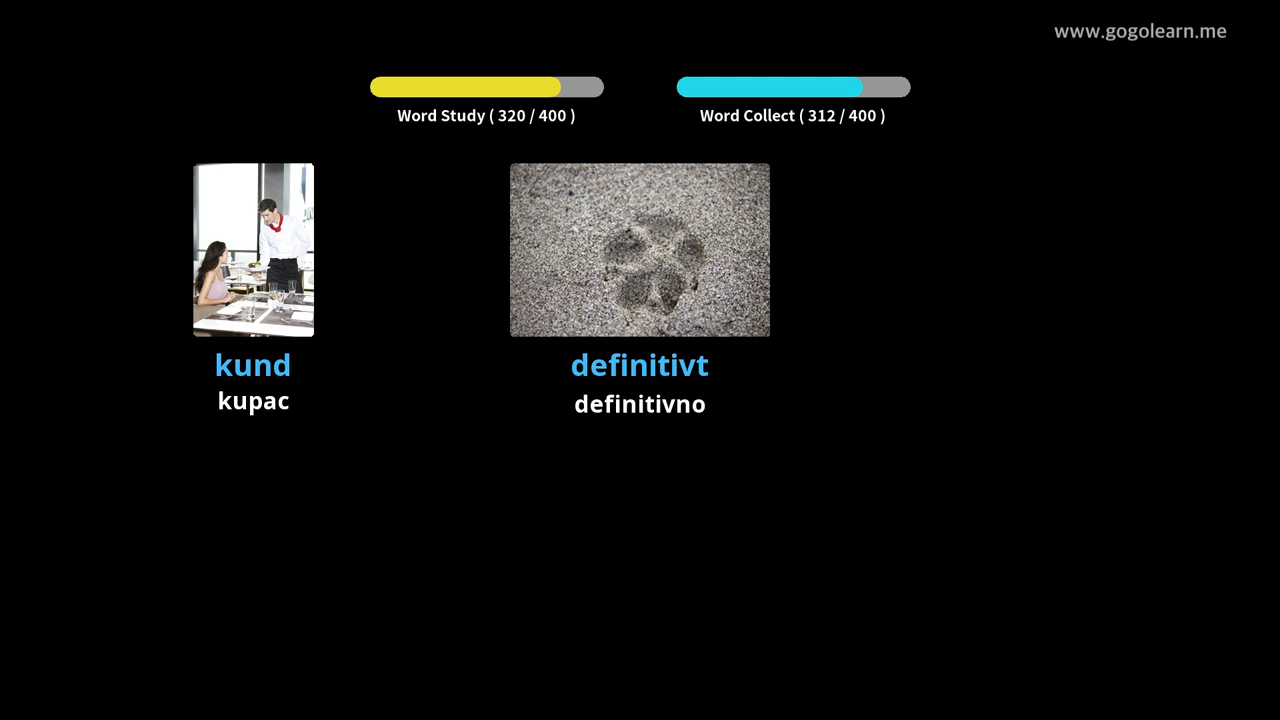 www.gogolearn.me
Word Study ( 320 / 400 )
Word Collect ( 312 / 400 )
kund
kupac
definitivt
definitivno